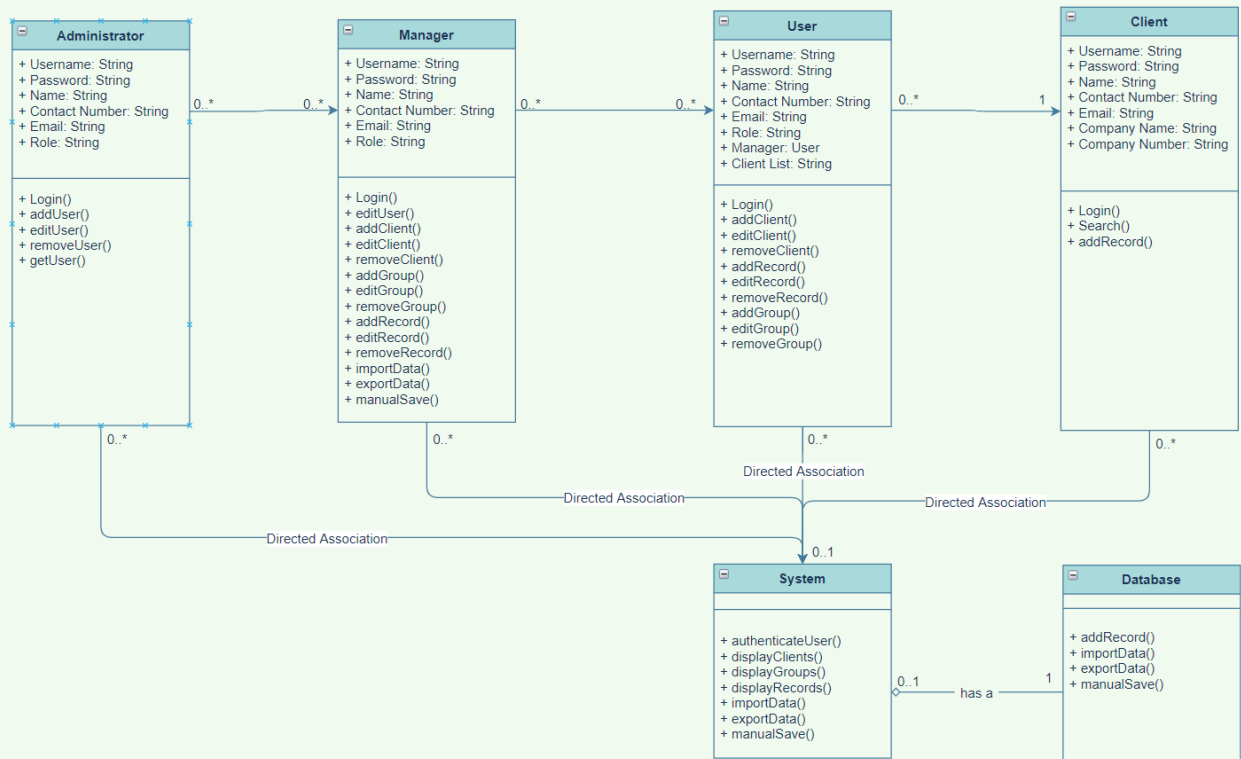 Administrator
+ Username: String
+ Password: String
+ Name: String
+ Contact Number: String
+ Email: String
+ Role: String
+ Login()
+ addUser()
+ editUser()
+ removeUser()
+ getUser()
0..*
0..*
Manager
+ Username: String
+ Password: String
+ Name: String
+ Contact Number: String
+ Email: String
+ Role: String
+ Login()
+ editUser()
+ addClient()
+ editClient()
+ removeClient()
+ addGroup()
+ editGroup()
+ removeGroup()
+ addRecord()
+ editRecord()
+ removeRecord()
+ importData()
+ exportData()
+ manualSave()
0..*
0..*
User
+ Username: String
+ Password: String
+ Name: String
+ Contact Number: String
+ Email: String
+ Role: String
+ Manager: User
+ Client List: String
+ Login()
+ addClient()
+ editClient()
+ removeClient()
+ addRecord()
+ editRecord()
+ removeRecord()
+ addGroup()
+ editGroup()
+ removeGroup()
0..*
1
Client
+ Username: String
+ Password: String
+ Name: String
+ Contact Number: String
+ Email: String
+ Company Name: String
+ Company Number: String
+ Login()
+ Search()
+ addRecord()
0..*
0..*
0..*
0..*
Directed Association
Directed Association
Directed Association
Directed Association
0..1
System
+ authenticateUser()
+ displayClients()
+ displayGroups()
+ displayRecords()
+ importData()
+ exportData()
+ manualSave()
0..1
has a
1
Database
+ addRecord()
+ importData()
+ exportData()
+ manualSave()